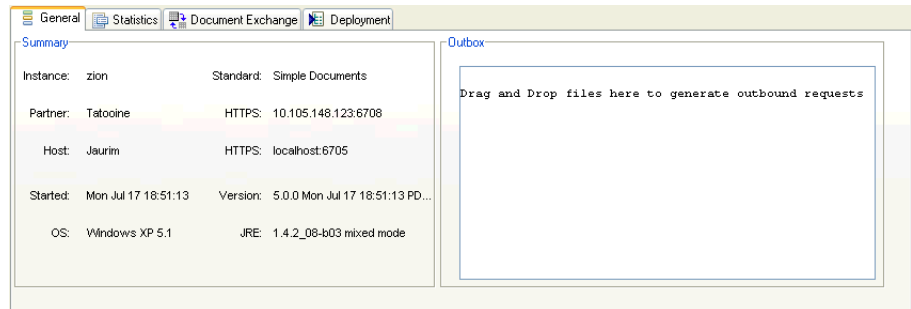 General Statistics Document Exchange Deployment
Summary
Instance: zion Standard: Simple Documents
Partner: Tatooine HTTPS: 10.105.148.123:6708
Host: Jaurim HTTPS: localhost:6705
Started: Mon Jul 17 18:51:13 Version: 5.0.0 Mon Jul 17 18:51:13 PD...
OS: Windows XP 5.1 JRE: 1.4.2_08-b03 mixed mode
Outbox
Drag and Drop files here to generate outbound requests